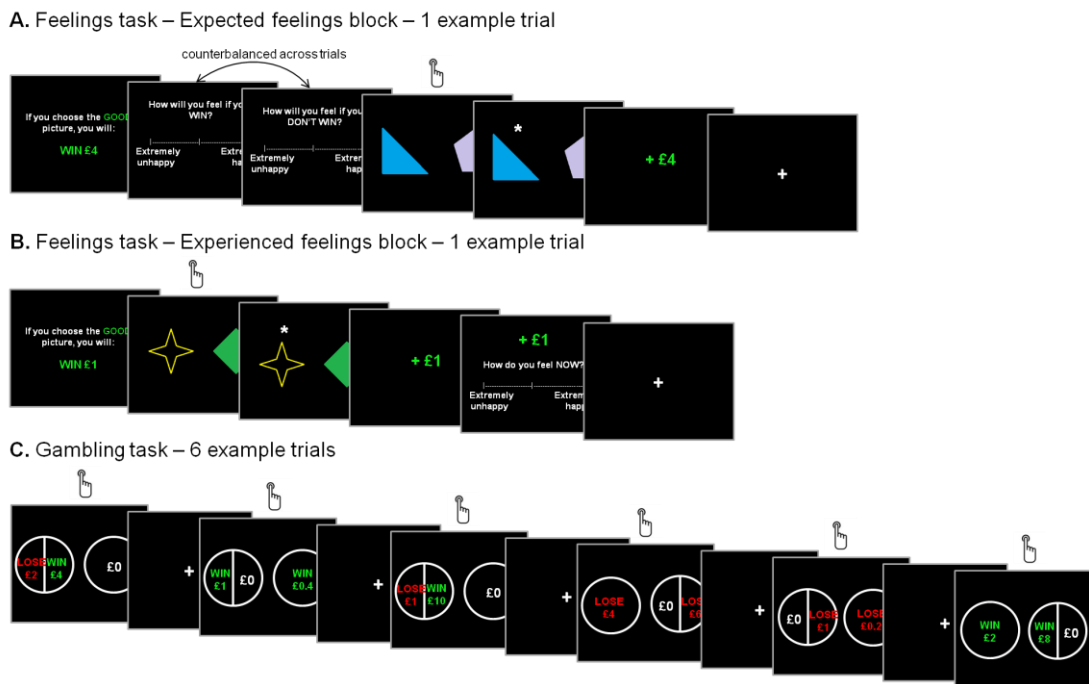 A. Feelings task – Expected feelings block – 1 example trial
counterbalanced across trials
If you choose the GOOD
picture, you will:
WIN £4
How will you feel if you
WIN?
Extremely
unhappy
How will you feel if you
DON'T WIN?
Extremely
unhappy
*
+ £4
+
B. Feelings task – Experienced feelings block – 1 example trial
If you choose the GOOD
picture, you will:
WIN £1
*
+ £1
+ £1
How do you feel NOW?
Extremely
unhappy
+
C. Gambling task – 6 example trials
LOSE WIN
£2 £4
£0
+
WIN
£1
£0
WIN
£0.4
+
LOSE WIN
£1 £10
£0
+
LOSE
£4
£0
LOSE
£6
+
£0
LOSE
£1
LOSE
£0.2
+
WIN
£2
WIN
£8
£0